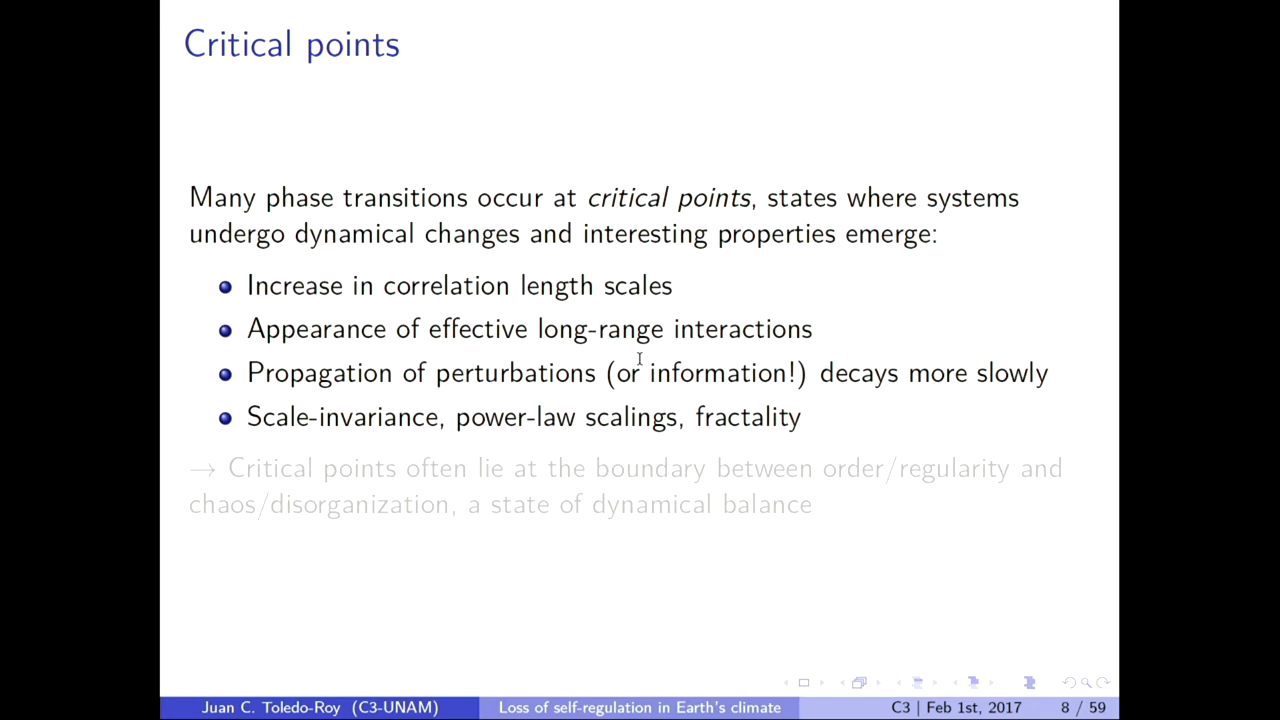 Critical points
Many phase transitions occur at critical points, states where systems
undergo dynamical changes and interesting properties emerge:
Increase in correlation length scales
Appearance of effective long-range interactions
Propagation of perturbations (or information!) decays more slowly
Scale-invariance, power-law scalings, fractality
→ Critical points often lie at the boundary between order/regularity and
chaos/disorganization, a state of dynamical balance
Juan C. Toledo-Roy (C3-UNAM) Loss of self-regulation in Earth's climate C3 | Feb 1st, 2017 8 / 59